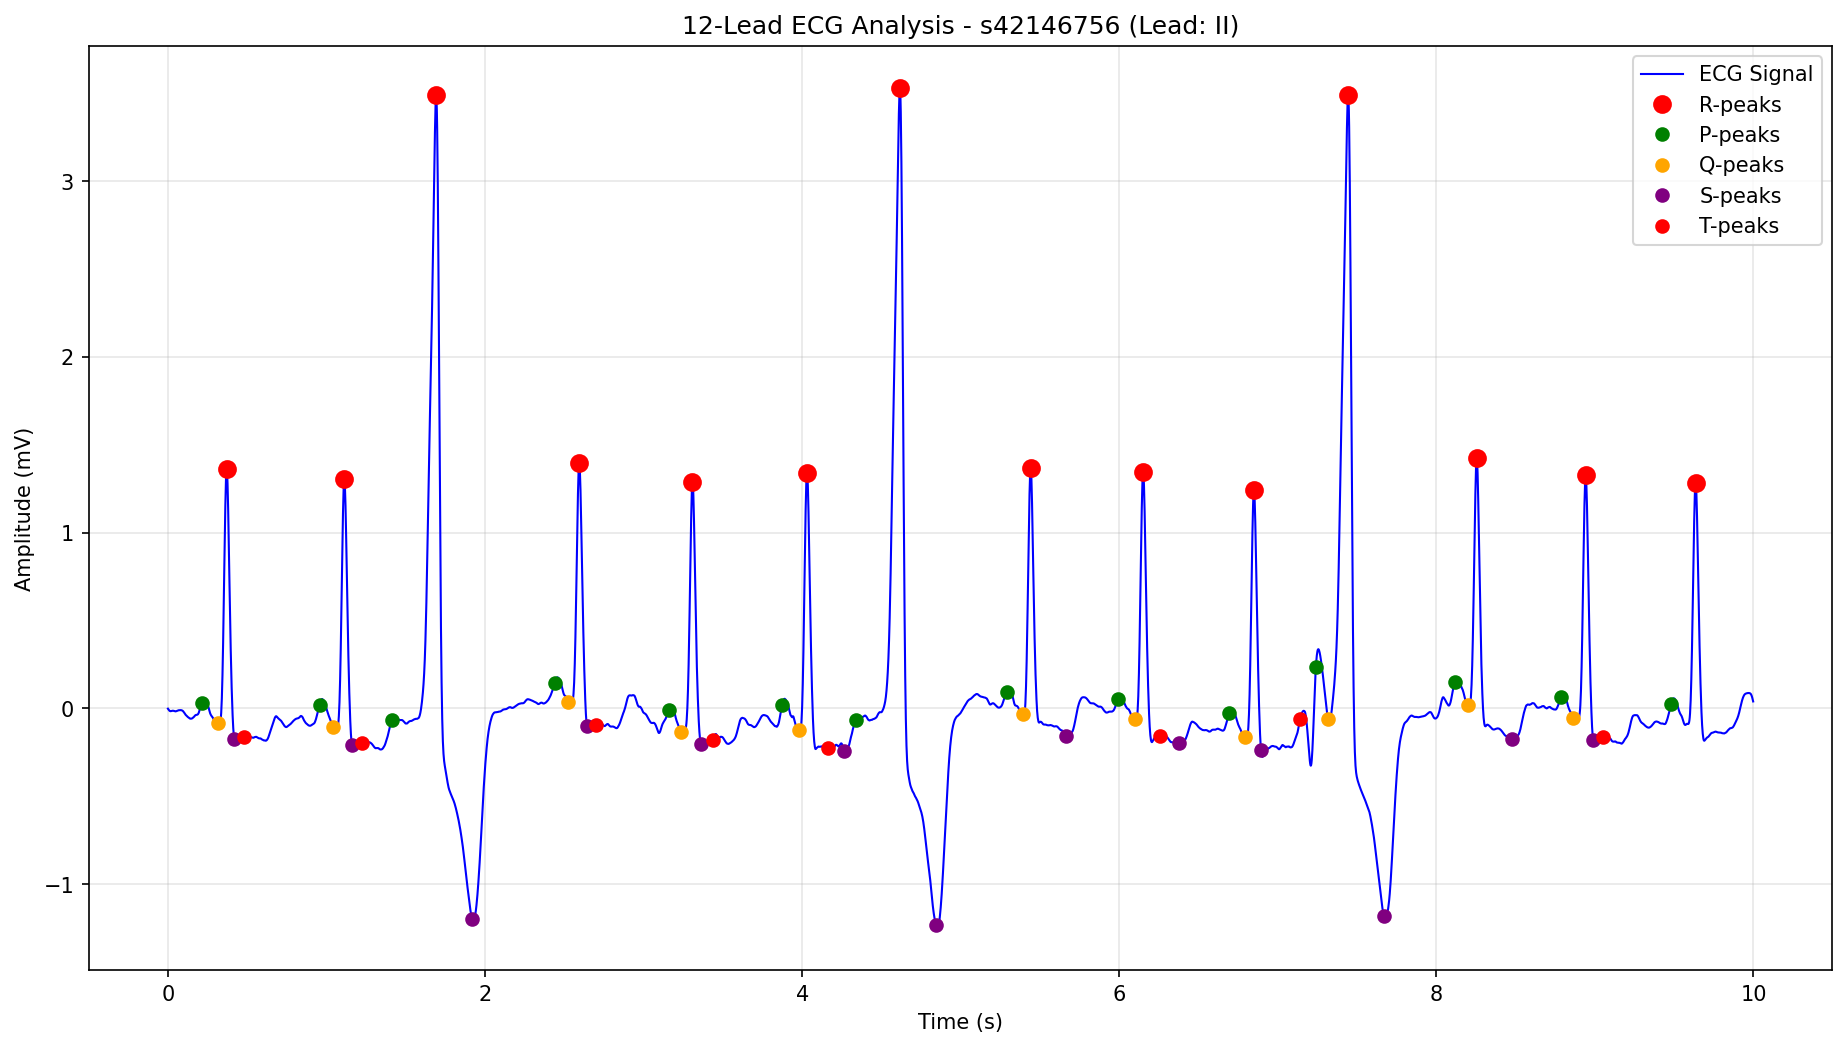 12-Lead ECG Analysis - s42146756 (Lead: II)
ECG Signal
R-peaks
P-peaks
Q-peaks
S-peaks
T-peaks
Amplitude (mV)
3
2
1
0
−1
0 2 4 6 8 10
Time (s)